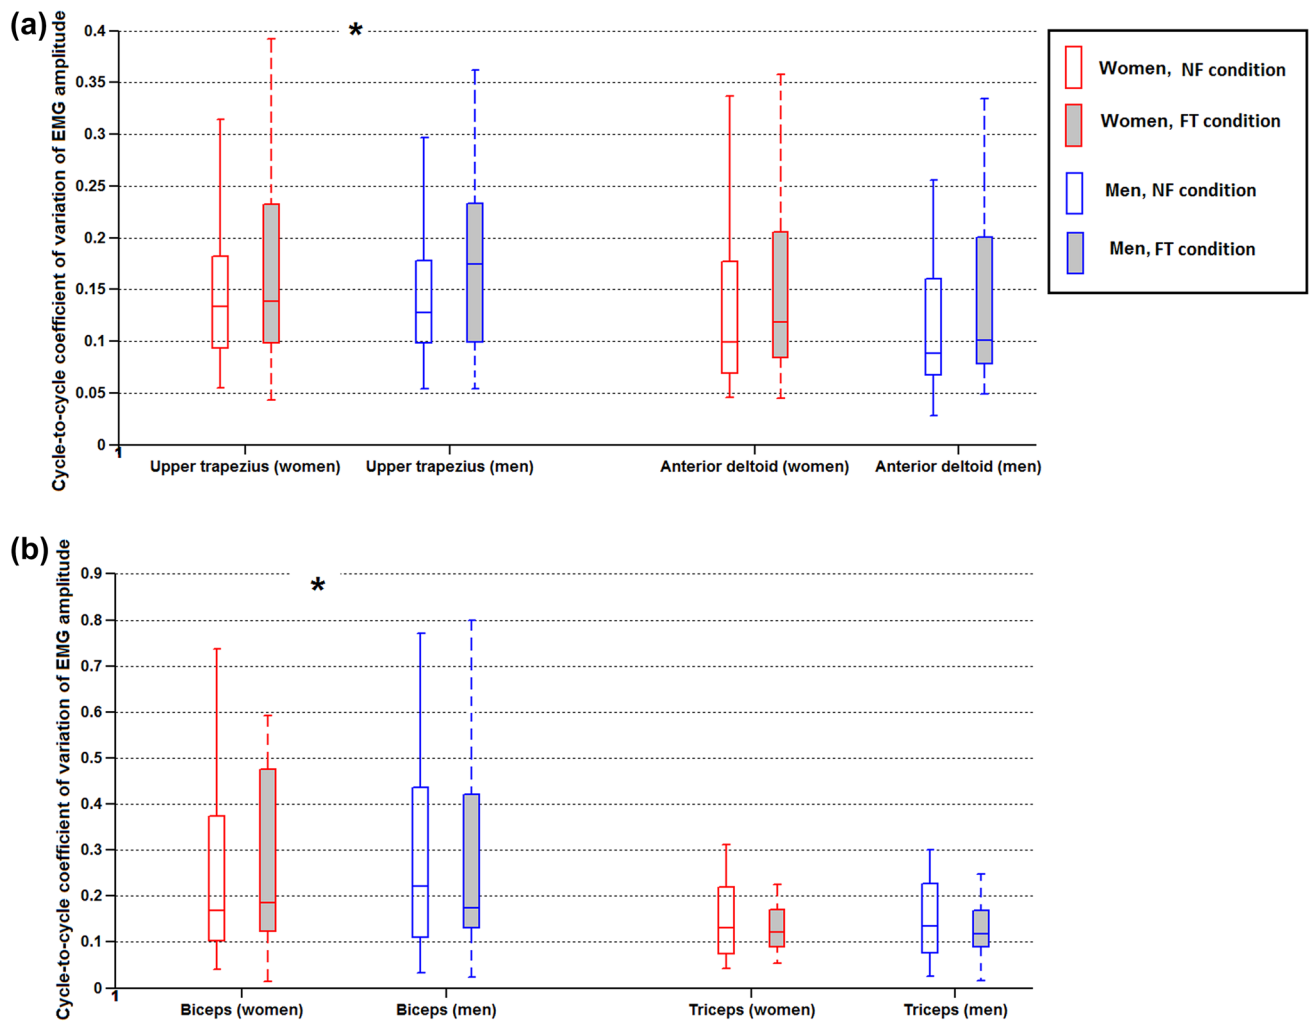 (a)
Cycle-to-cycle coefficient of variation of EMG amplitude
*
0.4
0.35
0.3
0.25
0.2
0.15
0.1
0.05
0
1
Upper trapezius (women)
Upper trapezius (men)
Anterior deltoid (women)
Anterior deltoid (men)
Women, NF condition
Women, FT condition
Men, NF condition
Men, FT condition
(b)
Cycle-to-cycle coefficient of variation of EMG amplitude
*
0.9
0.8
0.7
0.6
0.5
0.4
0.3
0.2
0.1
0
1
Biceps (women)
Biceps (men)
Triceps (women)
Triceps (men)